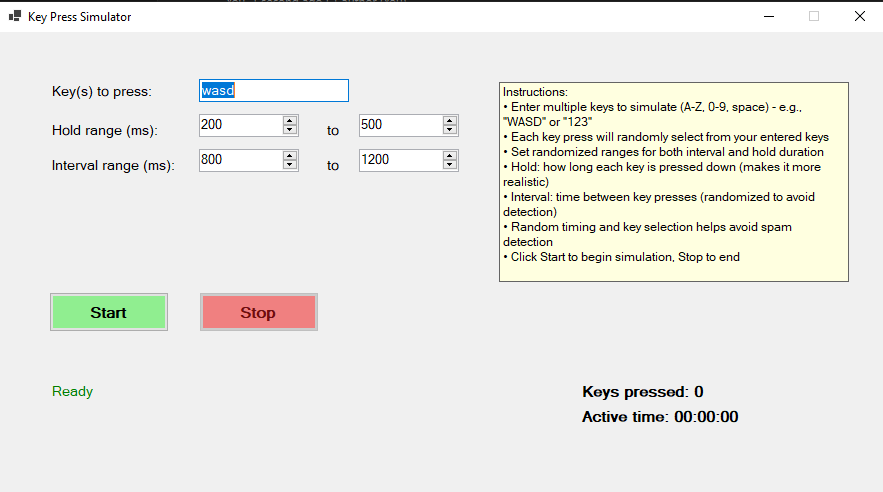 Key Press Simulator
Key(s) to press: wasd
Hold range (ms): 200 to 500
Interval range (ms): 800 to 1200
Instructions:
• Enter multiple keys to simulate (A-Z, 0-9, space) - e.g.,
"WASD" or "123"
• Each key press will randomly select from your entered keys
• Set randomized ranges for both interval and hold duration
• Hold: how long each key is pressed down (makes it more
realistic)
• Interval: time between key presses (randomized to avoid
detection)
• Random timing and key selection helps avoid spam
detection
• Click Start to begin simulation, Stop to end
Start Stop
Ready
Keys pressed: 0
Active time: 00:00:00